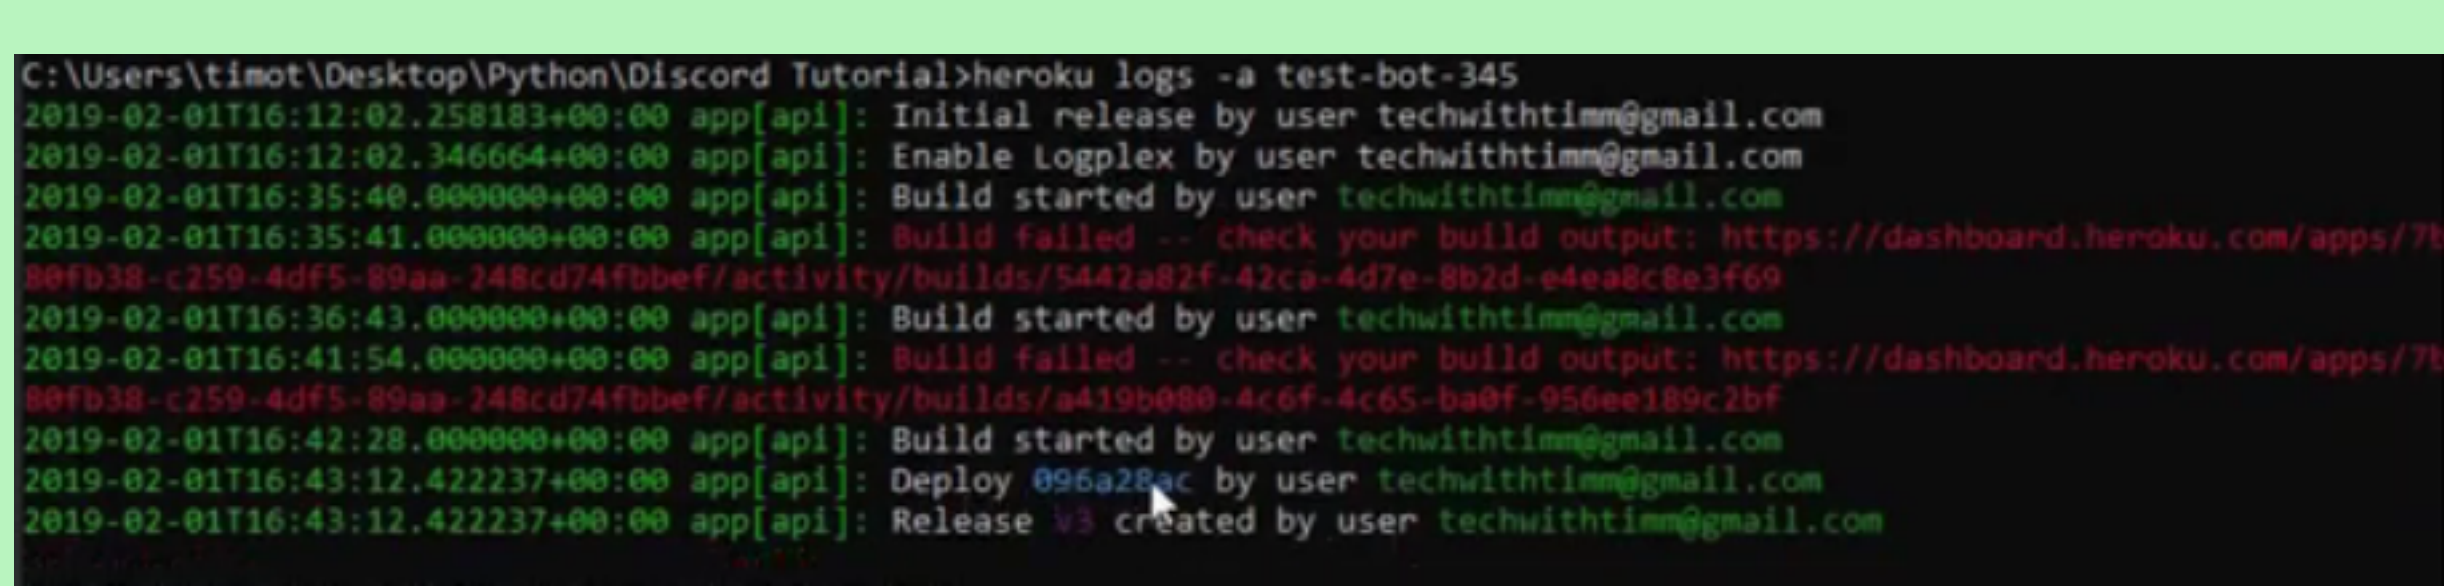 C:\Users\timot\Desktop\Python\Discord Tutorial>heroku logs -a test-bot-345
2019-02-01T16:12:02.258183+00:00 app[api]: Initial release by user techwithtimm@gmail.com
2019-02-01T16:12:02.346664+00:00 app[api]: Enable Logplex by user techwithtimm@gmail.com
2019-02-01T16:35:40.000000+00:00 app[api]: Build started by user techwithtimm@gmail.com
2019-02-01T16:35:41.000000+00:00 app[api]: Build failed -- check your build output: https://dashboard.heroku.com/apps/7b
80fb38-c259-4df5-89aa-248cd74fbbef/activity/builds/5442a82f-42ca-4d7e-8b2d-e4ea8c8e3f69
2019-02-01T16:36:43.000000+00:00 app[api]: Build started by user techwithtimm@gmail.com
2019-02-01T16:41:54.000000+00:00 app[api]: Build failed -- check your build output: https://dashboard.heroku.com/apps/7b
80fb38-c259-4df5-89aa-248cd74fbbef/activity/builds/a419b080-4c6f-4c65-ba0f-956ee189c2bf
2019-02-01T16:42:28.000000+00:00 app[api]: Build started by user techwithtimm@gmail.com
2019-02-01T16:43:12.422237+00:00 app[api]: Deploy 096a28ac by user techwithtimm@gmail.com
2019-02-01T16:43:12.422237+00:00 app[api]: Release v3 created by user techwithtimm@gmail.com